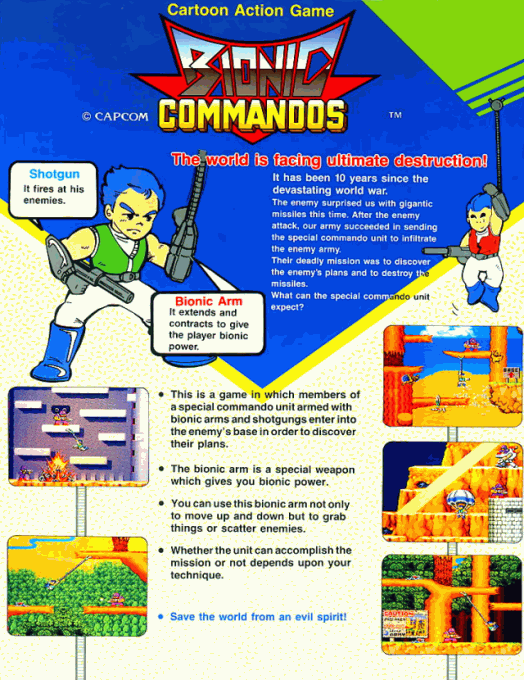 Cartoon Action Game
BIONIC
COMMANDOS
© CAPCOM
TM
The world is facing ultimate destruction!
Shotgun
It fires at his
enemies.
It has been 10 years since the
devastating world war.
The enemy surprised us with gigantic
missiles this time. After the enemy
attack, our army succeeded in sending
the special commando unit to infiltrate
the enemy army.
Their deadly mission was to discover
the enemy's plans and to destroy the
missiles.
What can the special commando unit
expect?
Bionic Arm
It extends and
contracts to give
the player bionic
power.
• This is a game in which members of
a special commando unit armed with
bionic arms and shotgungs enter into
the enemy's base in order to discover
their plans.
• The bionic arm is a special weapon
which gives you bionic power.
• You can use this bionic arm not only
to move up and down but to grab
things or scatter enemies.
• Whether the unit can accomplish the
mission or not depends upon your
technique.
• Save the world from an evil spirit!
BASE
CAUTION